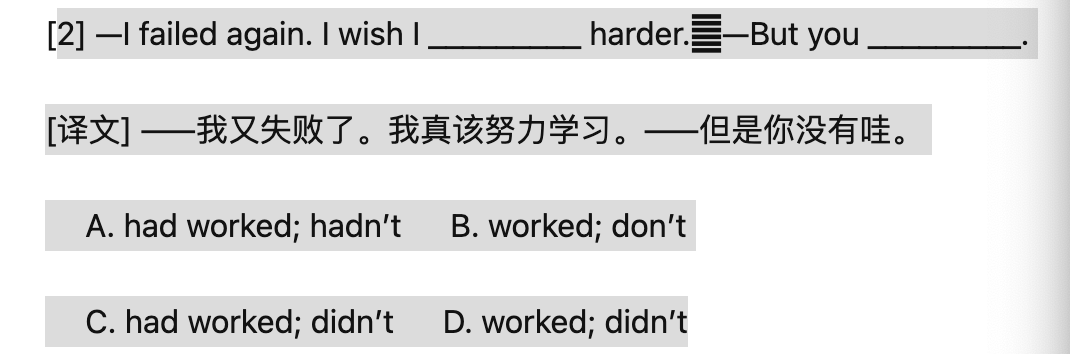 [2] —I failed again. I wish I _________ harder.䷀—But you _________.
[译文] ——我又失败了。我真该努力学习。——但是你没有哇。
A. had worked; hadn’t B. worked; don’t
C. had worked; didn’t D. worked; didn’t